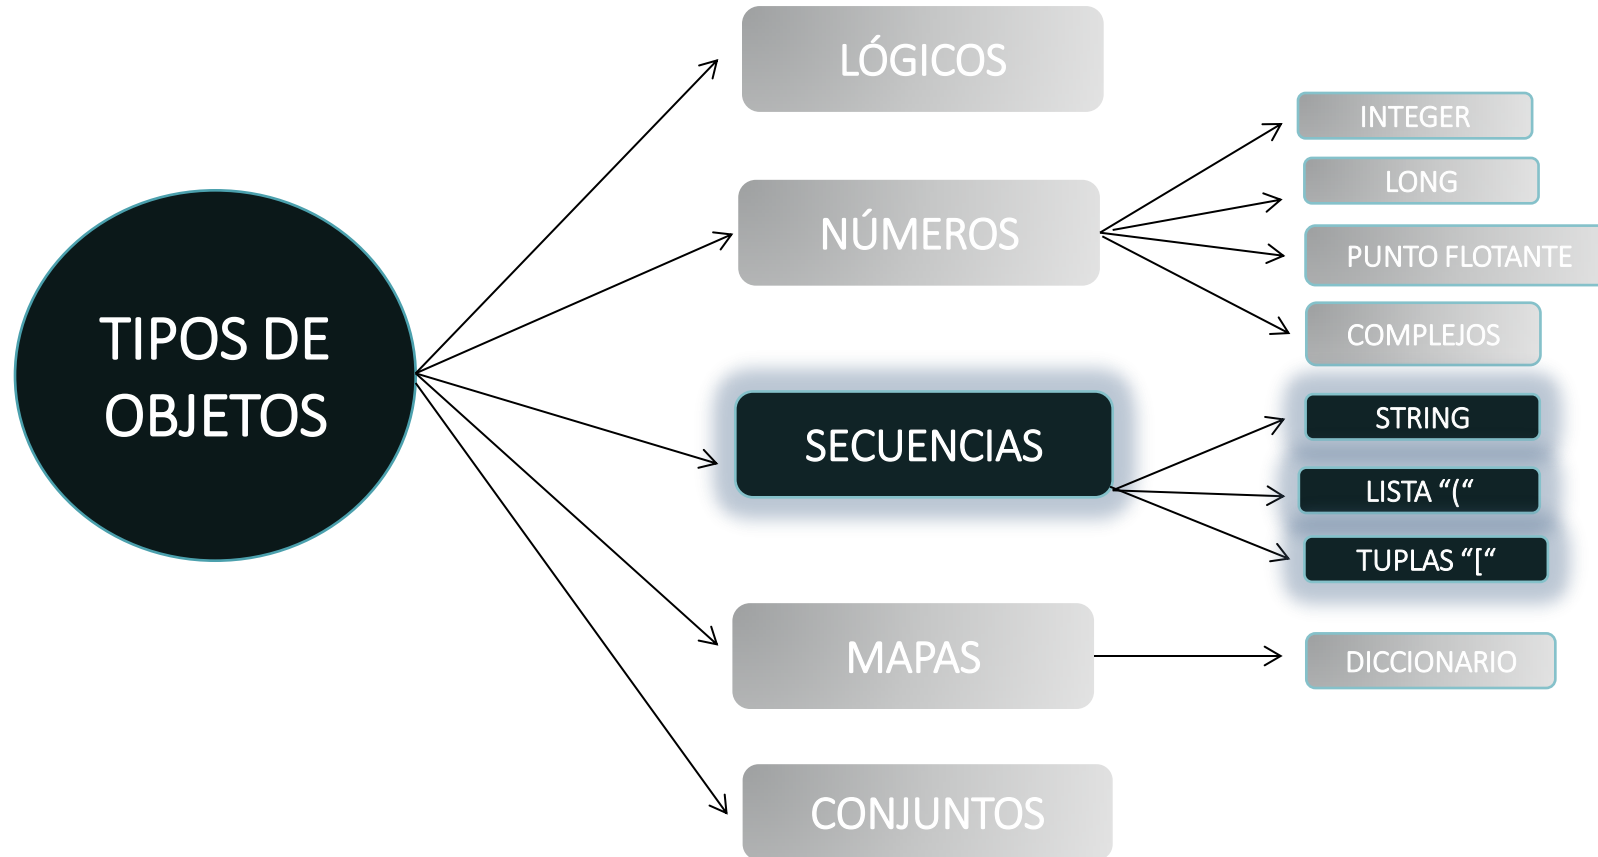 TIPOS DE
OBJETOS
LÓGICOS
NÚMEROS
INTEGER
LONG
PUNTO FLOTANTE
COMPLEJOS
SECUENCIAS
STRING
LISTA “(“
TUPLAS “[“
MAPAS
DICCIONARIO
CONJUNTOS